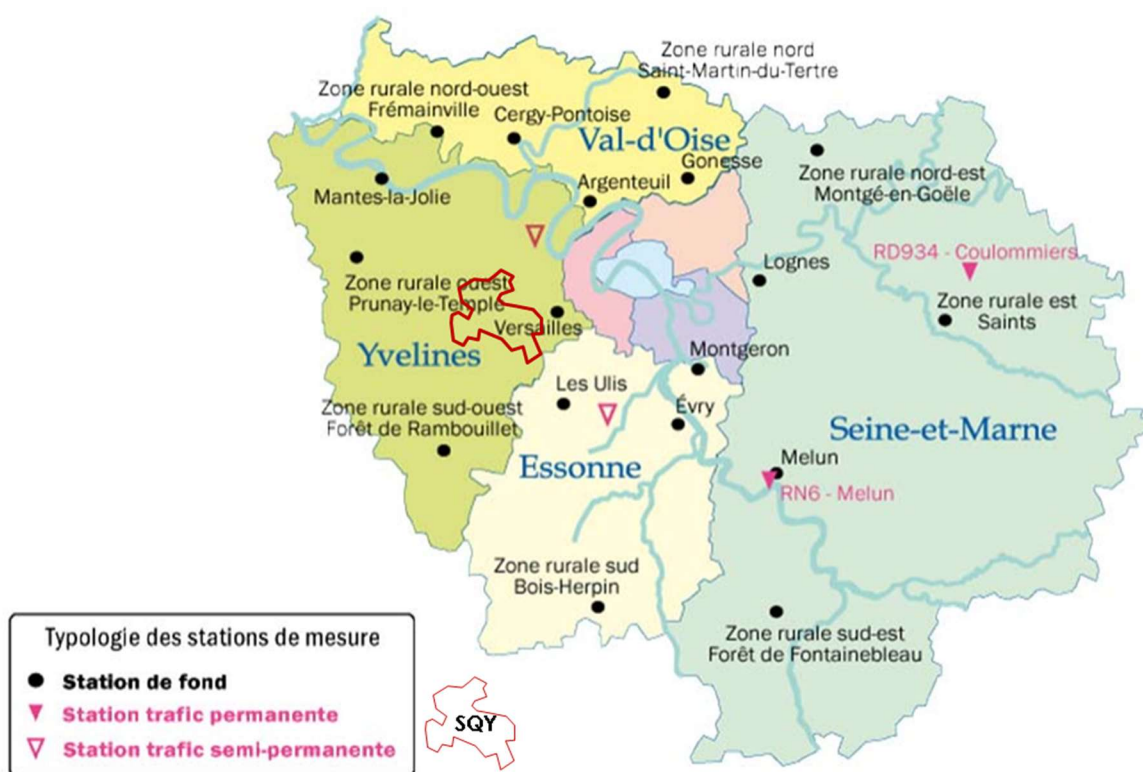 Zone rurale nord
Saint-Martin-du-Tertre
Zone rurale nord-ouest
Frémainville
Cergy-Pontoise
Val-d'Oise
Gonesse
Argenteuil
Mantes-la-Jolie
Zone rurale nord-est
Montgé-en-Goële
RD934 - Coulommiers
Lognes
Zone rurale ouest
Prunay-le-Temple
Zone rurale est
Saints
Versailles
Yvelines
Montgeron
Les Ulis
Évry
Zone rurale sud-ouest
Forêt de Rambouillet
Seine-et-Marne
Essonne
Melun
RN6 - Melun
Zone rurale sud
Bois-Herpin
Zone rurale sud-est
Forêt de Fontainebleau
Typologie des stations de mesure
Station de fond
Station trafic permanente
Station trafic semi-permanente
SQY